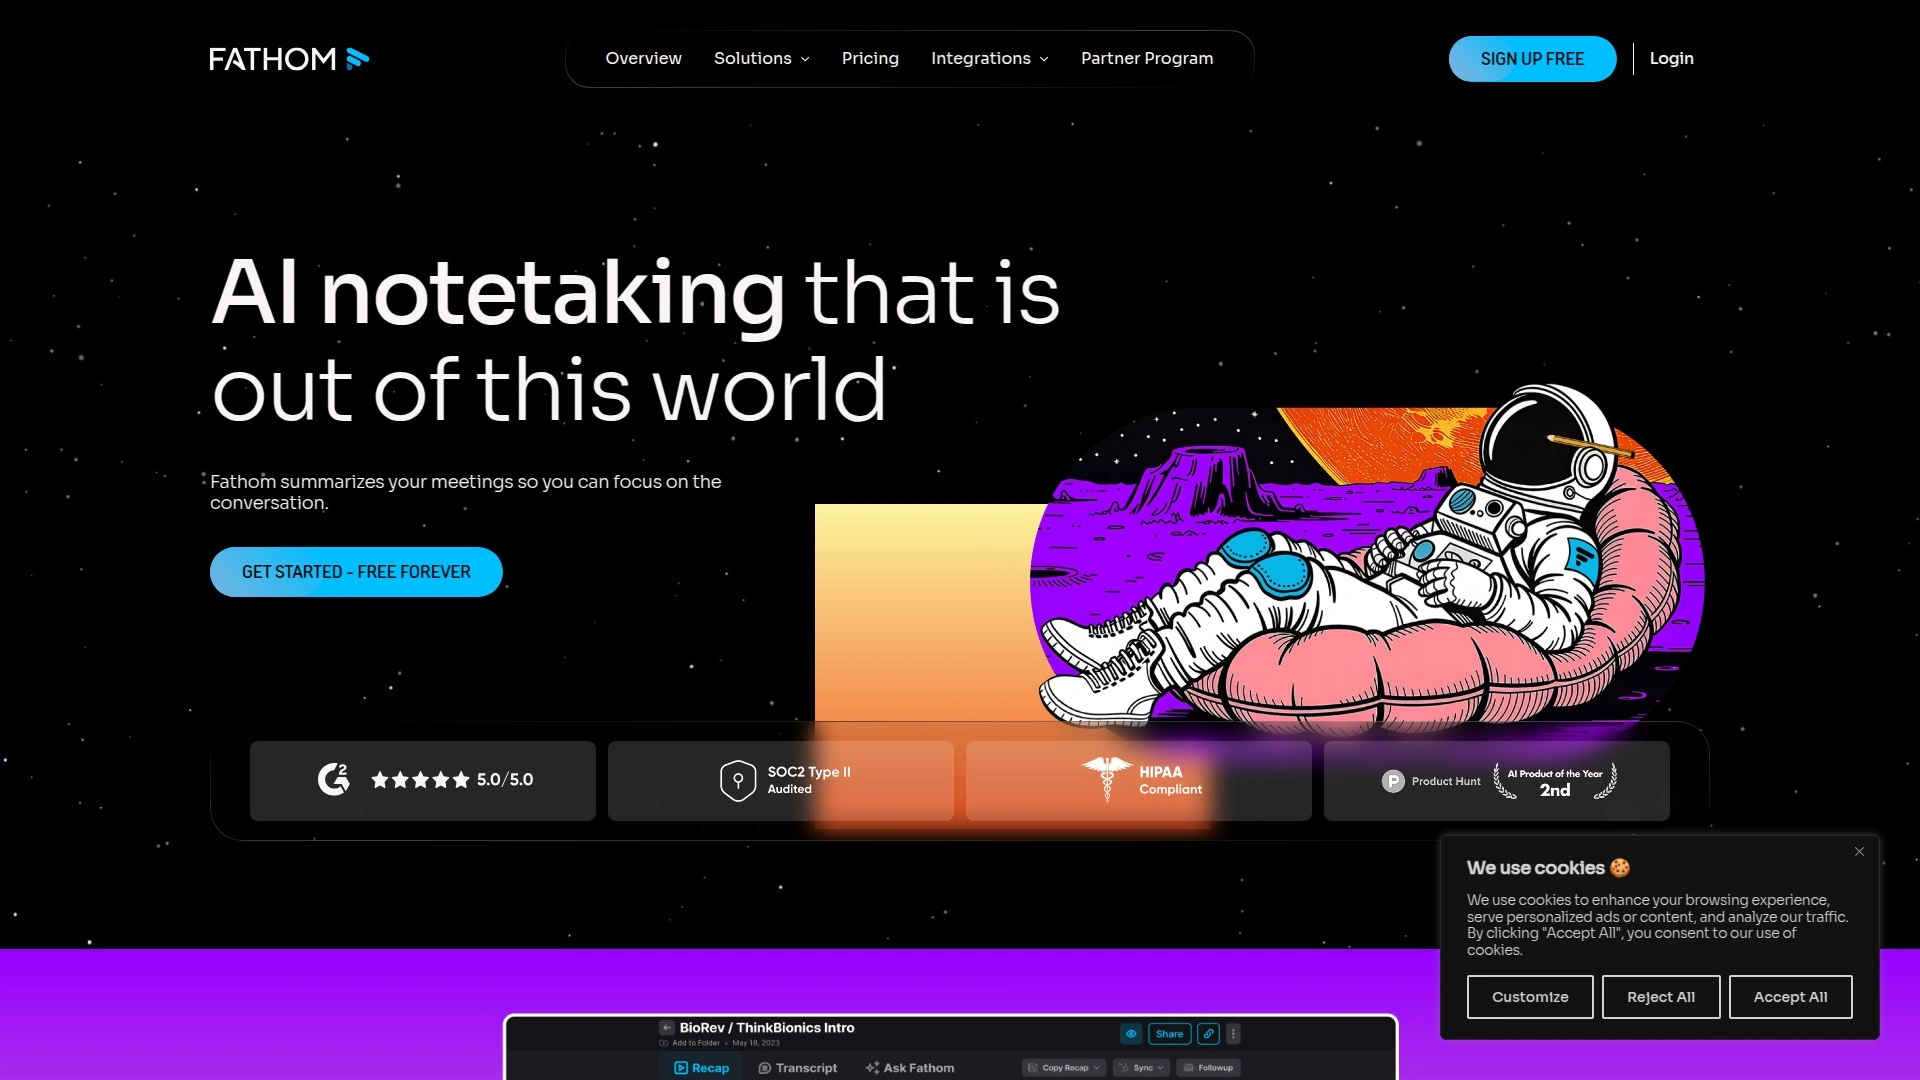 FATHOM
Overview
Solutions
Pricing
Integrations
Partner Program
SIGN UP FREE
Login
AI notetaking that is
out of this world
Fathom summarizes your meetings so you can focus on the
conversation.
GET STARTED - FREE FOREVER
G2
5.0/5.0
SOC2 Type II
Audited
HIPAA
Compliant
P
Product Hunt
AI Product of the Year
2nd
We use cookies 🍪
We use cookies to enhance your browsing experience,
serve personalized ads or content, and analyze our traffic.
By clicking "Accept All", you consent to our use of
cookies.
Customize
Reject All
Accept All
BioRev / ThinkBionics Intro
Share
Add to Folder • May 18, 2023
Recap
Transcript
Ask Fathom
Copy Recap
Sync
Followup